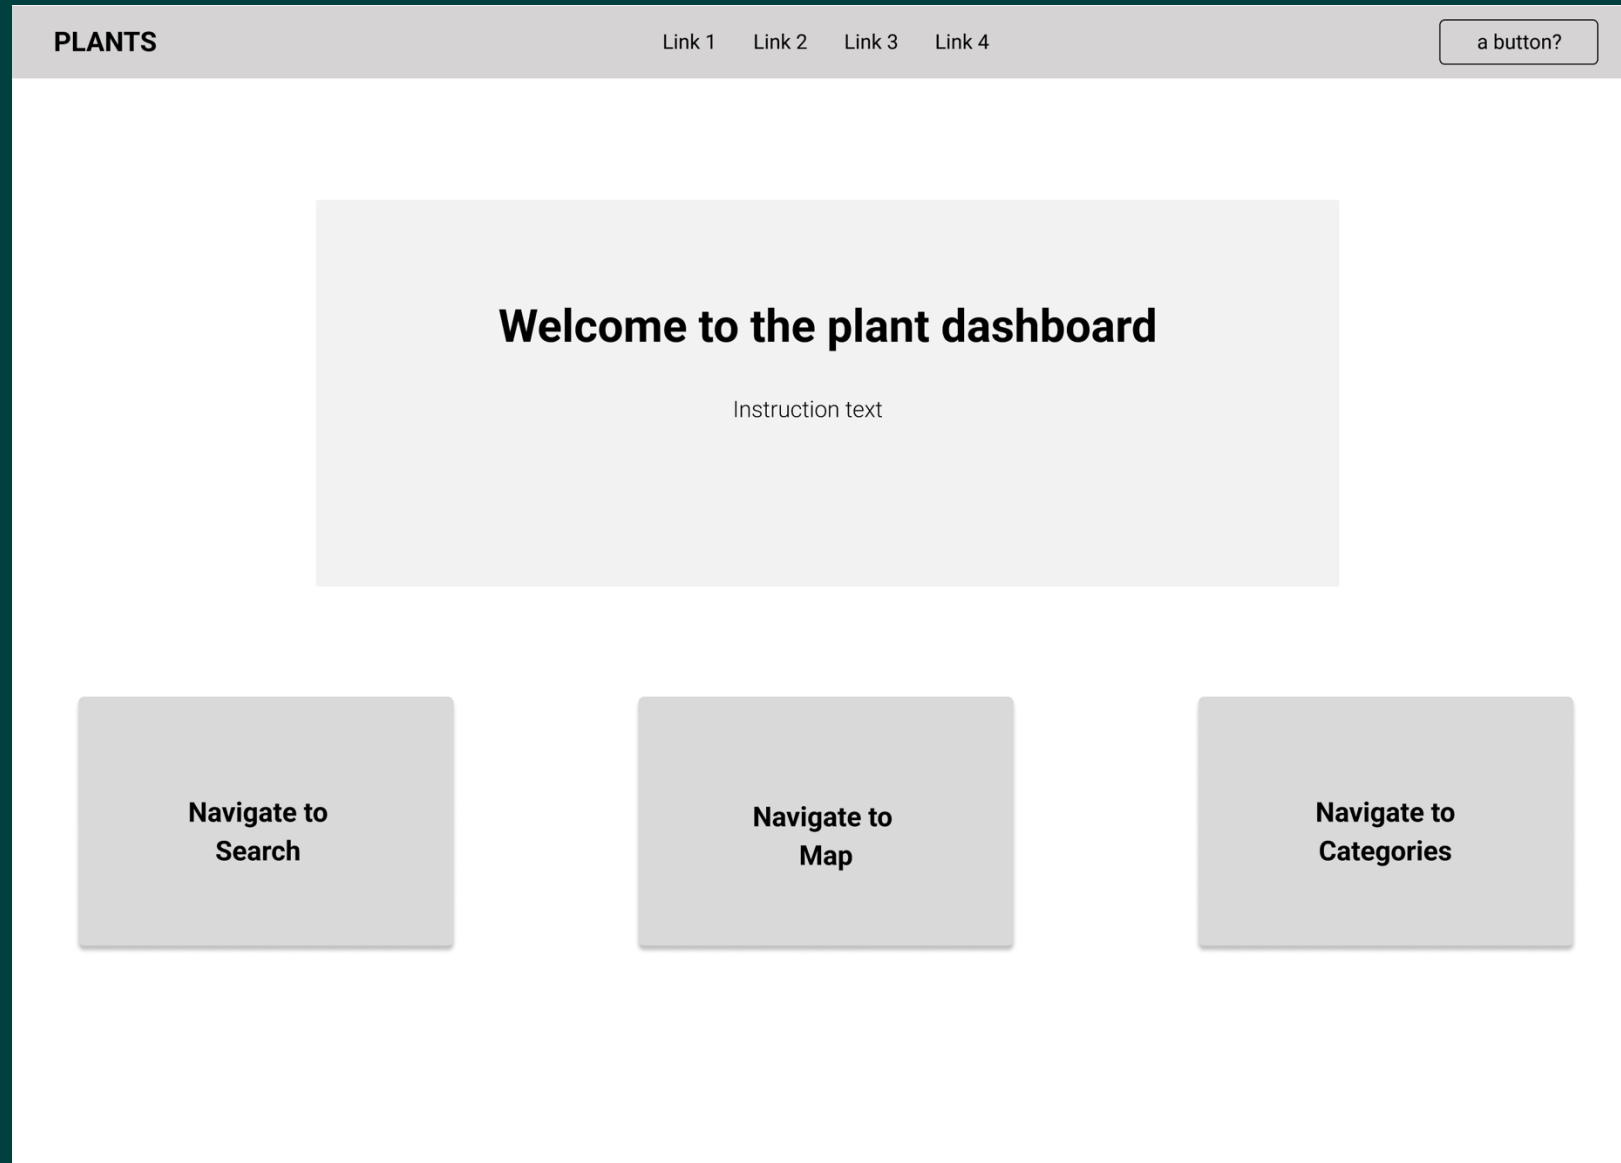 PLANTS
Link 1
Link 2
Link 3
Link 4
a button?
Welcome to the plant dashboard
Instruction text
Navigate to
Search
Navigate to
Map
Navigate to
Categories